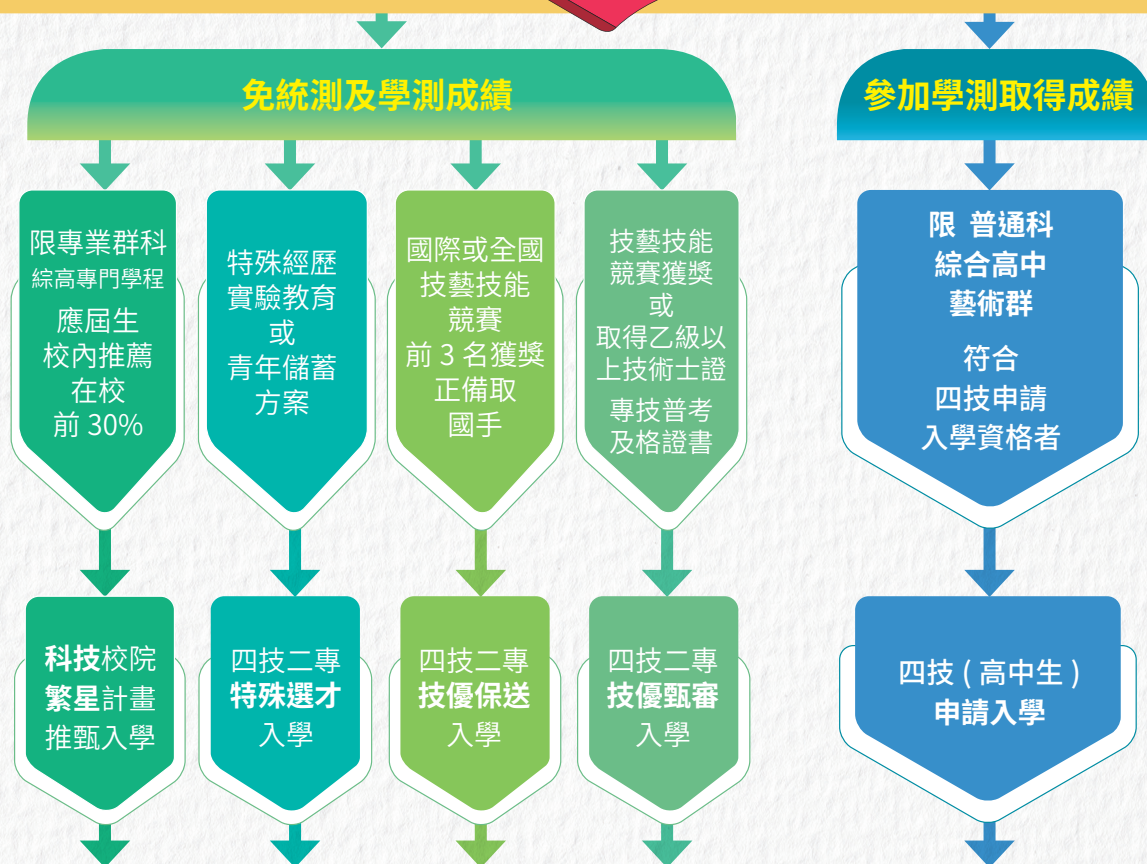 免統測及學測成績
參加學測取得成績
限專業群科
綜高專門學程
應屆生
校內推薦
在校
前 30%
特殊經歷
實驗教育
或
青年儲蓄
方案
國際或全國
技藝技能
競賽
前 3 名獲獎
正備取
國手
技藝技能
競賽獲獎
或
取得乙級以
上技術士證
專技普考
及格證書
限 普通科
綜合高中
藝術群
符合
四技申請
入學資格者
科技校院
繁星計畫
推甄入學
四技二專
特殊選才
入學
四技二專
技優保送
入學
四技二專
技優甄審
入學
四技 ( 高中生 )
申請入學